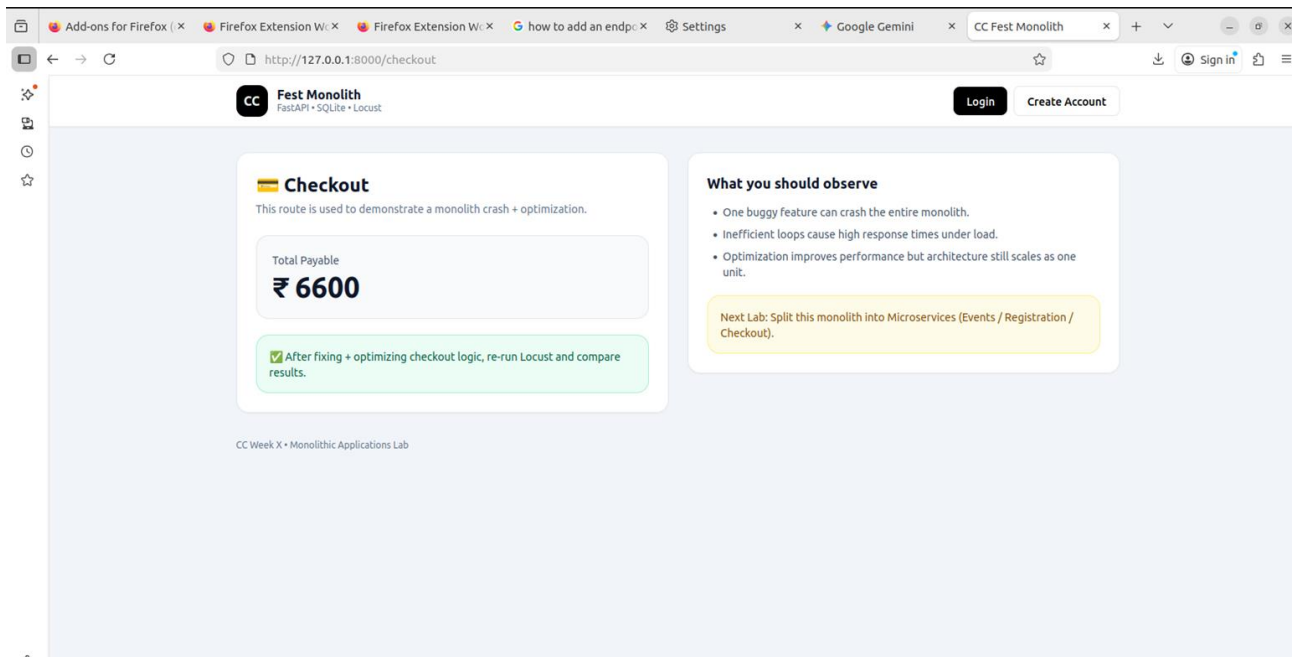 Add-ons for Firefox (
Firefox Extension Wo
Firefox Extension Wo
how to add an endpo
Settings
Google Gemini
CC Fest Monolith
http://127.0.0.1:8000/checkout
Sign in
CC
Fest Monolith
FastAPI • SQLite • Locust
Login
Create Account
💳 Checkout
This route is used to demonstrate a monolith crash + optimization.
Total Payable
₹ 6600
✅ After fixing + optimizing checkout logic, re-run Locust and compare
results.
What you should observe
• One buggy feature can crash the entire monolith.
• Inefficient loops cause high response times under load.
• Optimization improves performance but architecture still scales as one
unit.
Next Lab: Split this monolith into Microservices (Events / Registration /
Checkout).
CC Week X • Monolithic Applications Lab